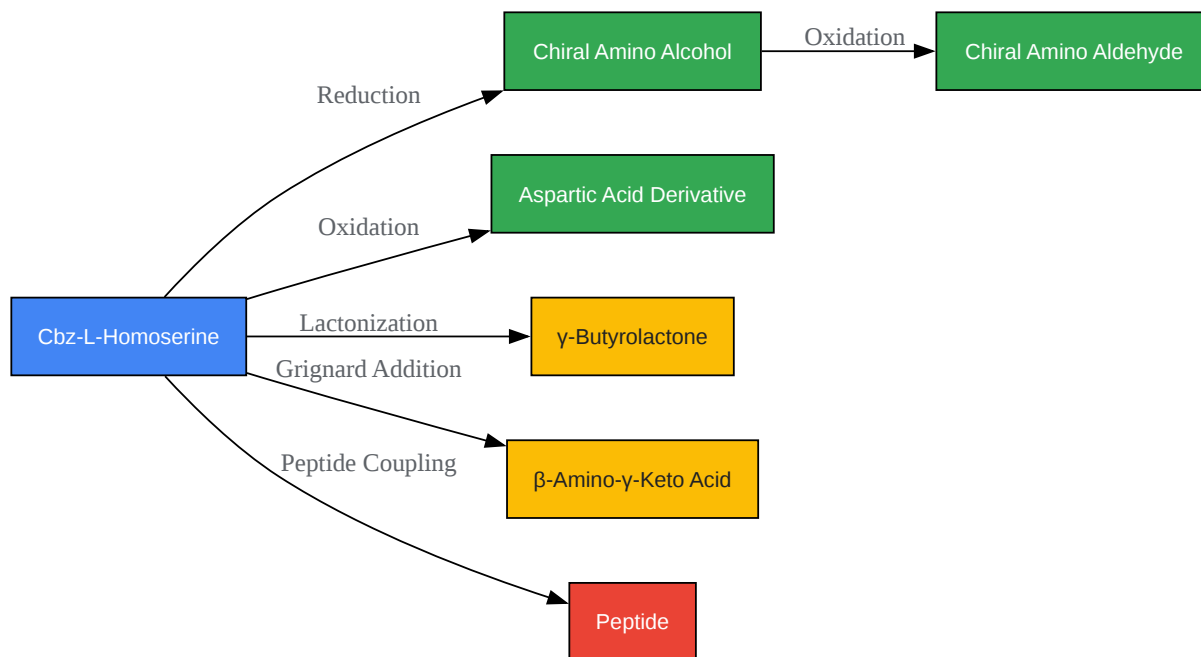 Chiral Amino Alcohol
Oxidation
Chiral Amino Aldehyde
Reduction
Aspartic Acid Derivative
Oxidation
Cbz-L-Homoserine
Lactonization
γ-Butyrolactone
Grignard Addition
β-Amino-γ-Keto Acid
Peptide Coupling
Peptide